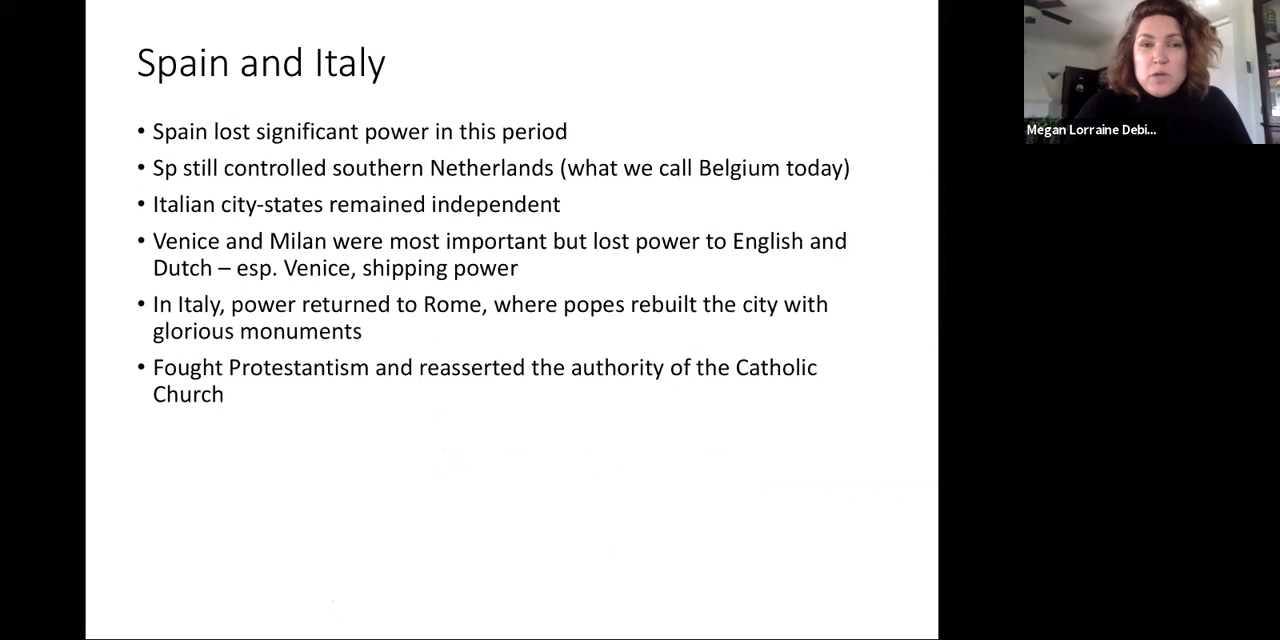 Spain and Italy
• Spain lost significant power in this period
• Sp still controlled southern Netherlands (what we call Belgium today)
• Italian city-states remained independent
• Venice and Milan were most important but lost power to English and
Dutch – esp. Venice, shipping power
• In Italy, power returned to Rome, where popes rebuilt the city with
glorious monuments
• Fought Protestantism and reasserted the authority of the Catholic
Church
Megan Lorraine Debi...